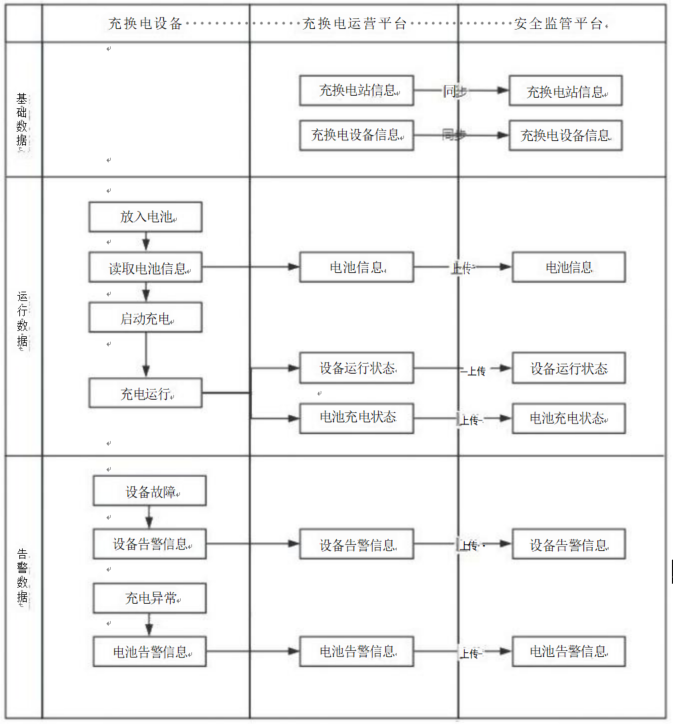 充换电设备 充换电运营平台 安全监管平台
基础数据
充换电站信息 同步 充换电站信息
充换电设备信息 同步 充换电设备信息
运行数据
放入电池
读取电池信息 电池信息 上传 电池信息
启动充电
充电运行 设备运行状态 上传 设备运行状态
电池充电状态 上传 电池充电状态
告警数据
设备故障
设备告警信息 设备告警信息 上传 设备告警信息
充电异常
电池告警信息 电池告警信息 上传 电池告警信息